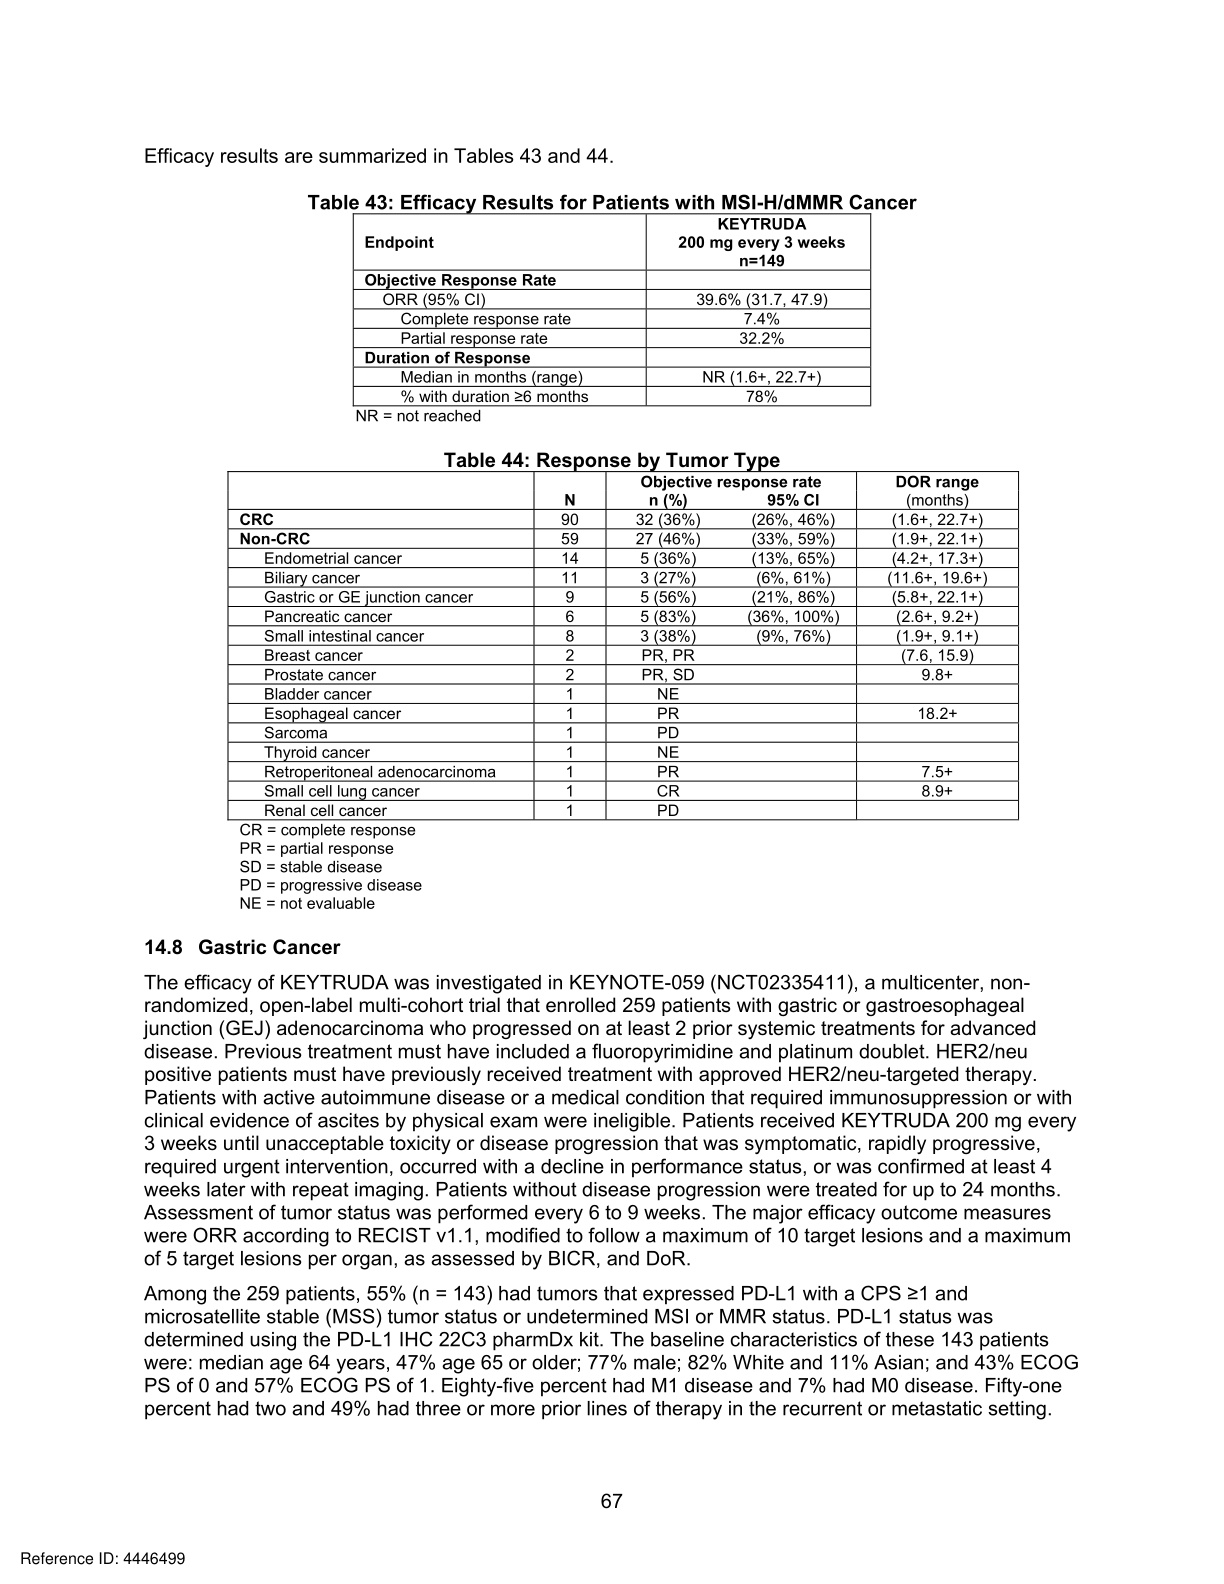 Efficacy results are summarized in Tables 43 and 44.
Table 43: Efficacy Results for Patients with MSI-H/dMMR Cancer
Endpoint KEYTRUDA
200 mg every 3 weeks
n=149
Objective Response Rate
ORR (95% CI) 39.6% (31.7, 47.9)
Complete response rate 7.4%
Partial response rate 32.2%
Duration of Response
Median in months (range) NR (1.6+, 22.7+)
% with duration ≥6 months 78%
NR = not reached
Table 44: Response by Tumor Type
Objective response rate DOR range
N n (%) 95% CI (months)
CRC 90 32 (36%) (26%, 46%) (1.6+, 22.7+)
Non-CRC 59 27 (46%) (33%, 59%) (1.9+, 22.1+)
Endometrial cancer 14 5 (36%) (13%, 65%) (4.2+, 17.3+)
Biliary cancer 11 3 (27%) (6%, 61%) (11.6+, 19.6+)
Gastric or GE junction cancer 9 5 (56%) (21%, 86%) (5.8+, 22.1+)
Pancreatic cancer 6 5 (83%) (36%, 100%) (2.6+, 9.2+)
Small intestinal cancer 8 3 (38%) (9%, 76%) (1.9+, 9.1+)
Breast cancer 2 PR, PR (7.6, 15.9)
Prostate cancer 2 PR, SD 9.8+
Bladder cancer 1 NE
Esophageal cancer 1 PR 18.2+
Sarcoma 1 PD
Thyroid cancer 1 NE
Retroperitoneal adenocarcinoma 1 PR 7.5+
Small cell lung cancer 1 CR 8.9+
Renal cell cancer 1 PD
CR = complete response
PR = partial response
SD = stable disease
PD = progressive disease
NE = not evaluable
14.8 Gastric Cancer
The efficacy of KEYTRUDA was investigated in KEYNOTE-059 (NCT02335411), a multicenter, non-
randomized, open-label multi-cohort trial that enrolled 259 patients with gastric or gastroesophageal
junction (GEJ) adenocarcinoma who progressed on at least 2 prior systemic treatments for advanced
disease. Previous treatment must have included a fluoropyrimidine and platinum doublet. HER2/neu
positive patients must have previously received treatment with approved HER2/neu-targeted therapy.
Patients with active autoimmune disease or a medical condition that required immunosuppression or with
clinical evidence of ascites by physical exam were ineligible. Patients received KEYTRUDA 200 mg every
3 weeks until unacceptable toxicity or disease progression that was symptomatic, rapidly progressive,
required urgent intervention, occurred with a decline in performance status, or was confirmed at least 4
weeks later with repeat imaging. Patients without disease progression were treated for up to 24 months.
Assessment of tumor status was performed every 6 to 9 weeks. The major efficacy outcome measures
were ORR according to RECIST v1.1, modified to follow a maximum of 10 target lesions and a maximum
of 5 target lesions per organ, as assessed by BICR, and DoR.
Among the 259 patients, 55% (n = 143) had tumors that expressed PD-L1 with a CPS ≥1 and
microsatellite stable (MSS) tumor status or undetermined MSI or MMR status. PD-L1 status was
determined using the PD-L1 IHC 22C3 pharmDx kit. The baseline characteristics of these 143 patients
were: median age 64 years, 47% age 65 or older; 77% male; 82% White and 11% Asian; and 43% ECOG
PS of 0 and 57% ECOG PS of 1. Eighty-five percent had M1 disease and 7% had M0 disease. Fifty-one
percent had two and 49% had three or more prior lines of therapy in the recurrent or metastatic setting.
67
Reference ID: 4446499